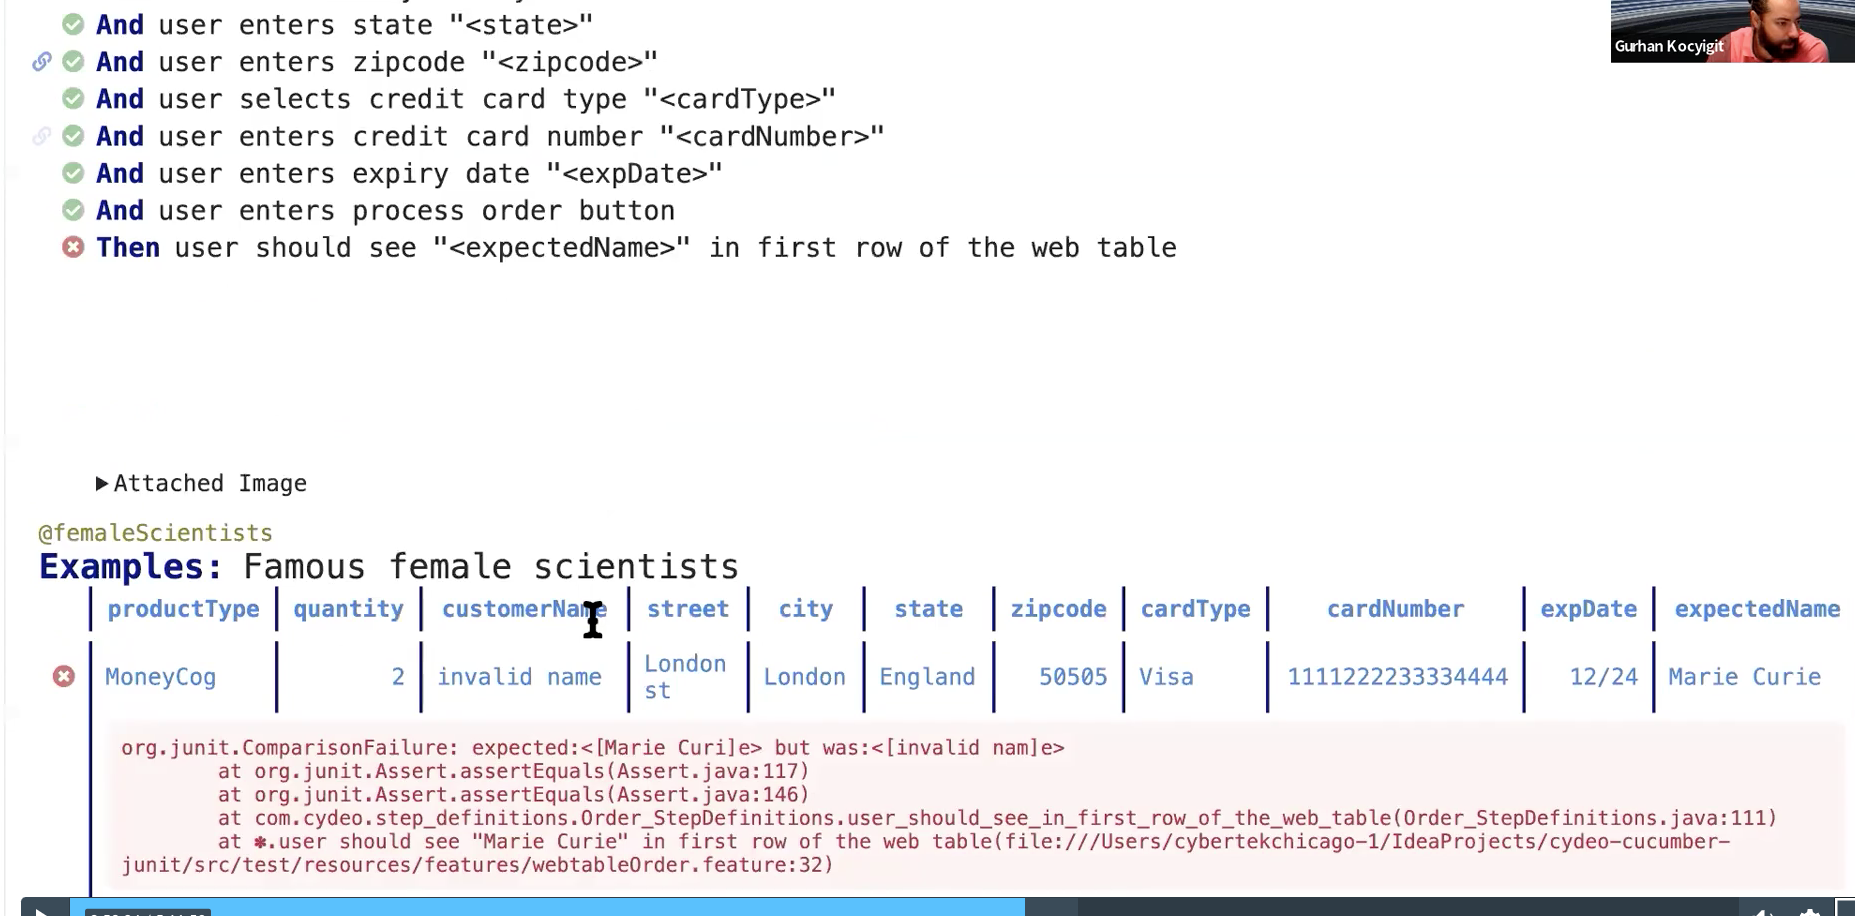 And user enters state "<state>"
Gurhan Kocyigit
And user enters zipcode "<zipcode>"
And user selects credit card type "<cardType>"
And user enters credit card number "<cardNumber>"
And user enters expiry date "<expDate>"
And user enters process order button
Then user should see "<expectedName>" in first row of the web table
Attached Image
@femaleScientists
Examples: Famous female scientists
productType quantity customerName street city state zipcode cardType cardNumber expDate expectedName
MoneyCog 2 invalid name London st London England 50505 Visa 1111222233334444 12/24 Marie Curie
org.junit.ComparisonFailure: expected:<[Marie Curi]e> but was:<[invalid nam]e>
at org.junit.Assert.assertEquals(Assert.java:117)
at org.junit.Assert.assertEquals(Assert.java:146)
at com.cydeo.step_definitions.Order_StepDefinitions.user_should_see_in_first_row_of_the_web_table(Order_StepDefinitions.java:111)
at ✽.user should see "Marie Curie" in first row of the web table(file:///Users/cybertekchicago-1/IdeaProjects/cydeo-cucumber-
junit/src/test/resources/features/webtableOrder.feature:32)